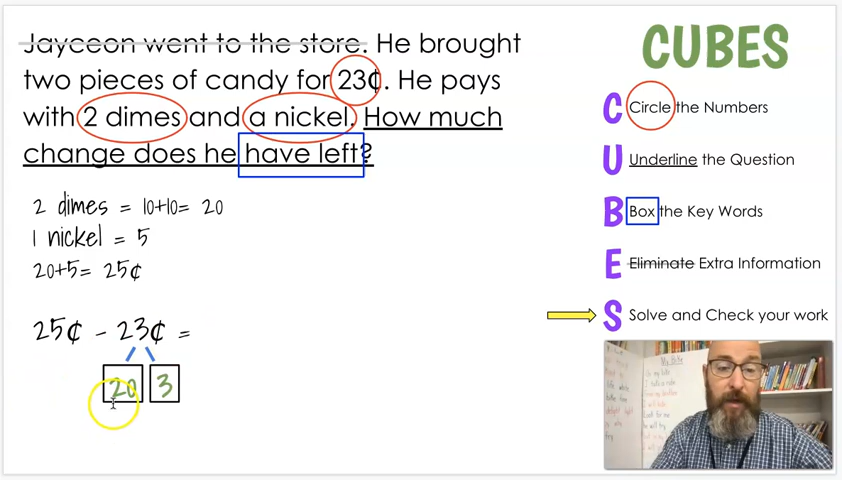 Jayceon went to the store. He brought
two pieces of candy for 23¢. He pays
with 2 dimes and a nickel. How much
change does he have left?
2 dimes = 10+10= 20
1 nickel = 5
20+5= 25¢
25¢ - 23¢ =
20 3
CUBES
C Circle the Numbers
U Underline the Question
B Box the Key Words
E Eliminate Extra Information
S Solve and Check your work